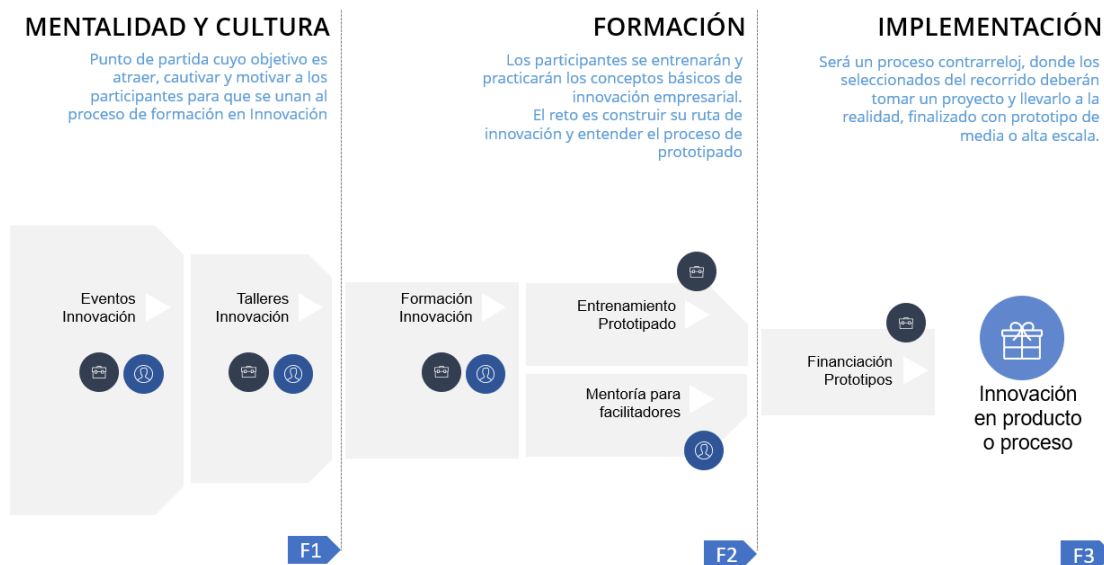 MENTALIDAD Y CULTURA
Punto de partida cuyo objetivo es
atraer, cautivar y motivar a los
participantes para que se unan al
proceso de formación en Innovación
Eventos
Innovación
Talleres
Innovación
F1
FORMACIÓN
Los participantes se entrenarán y
practicarán los conceptos básicos de
innovación empresarial.
El reto es construir su ruta de
innovación y entender el proceso de
prototipado
Formación
Innovación
Entrenamiento
Prototipado
Mentoría para
facilitadores
F2
IMPLEMENTACIÓN
Será un proceso contrarreloj, donde los
seleccionados del recorrido deberán
tomar un proyecto y llevarlo a la
realidad, finalizado con prototipo de
media o alta escala.
Financiación
Prototipos
Innovación
en producto
o proceso
F3